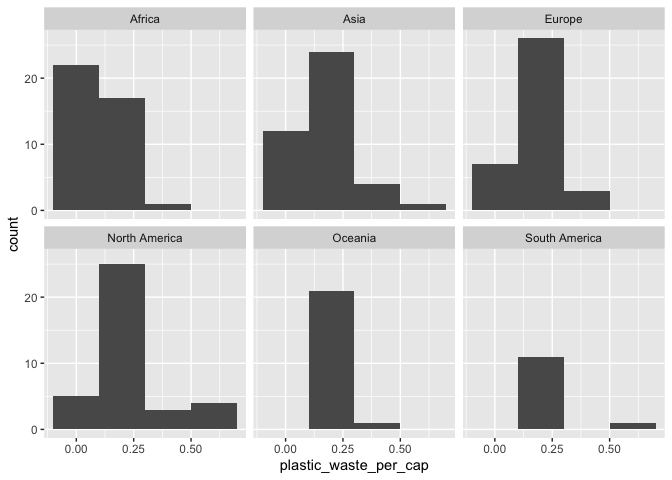 Africa Asia Europe
20
10
0
North America Oceania South America
20
10
0
0.00 0.25 0.50 0.00 0.25 0.50 0.00 0.25 0.50
count
plastic_waste_per_cap